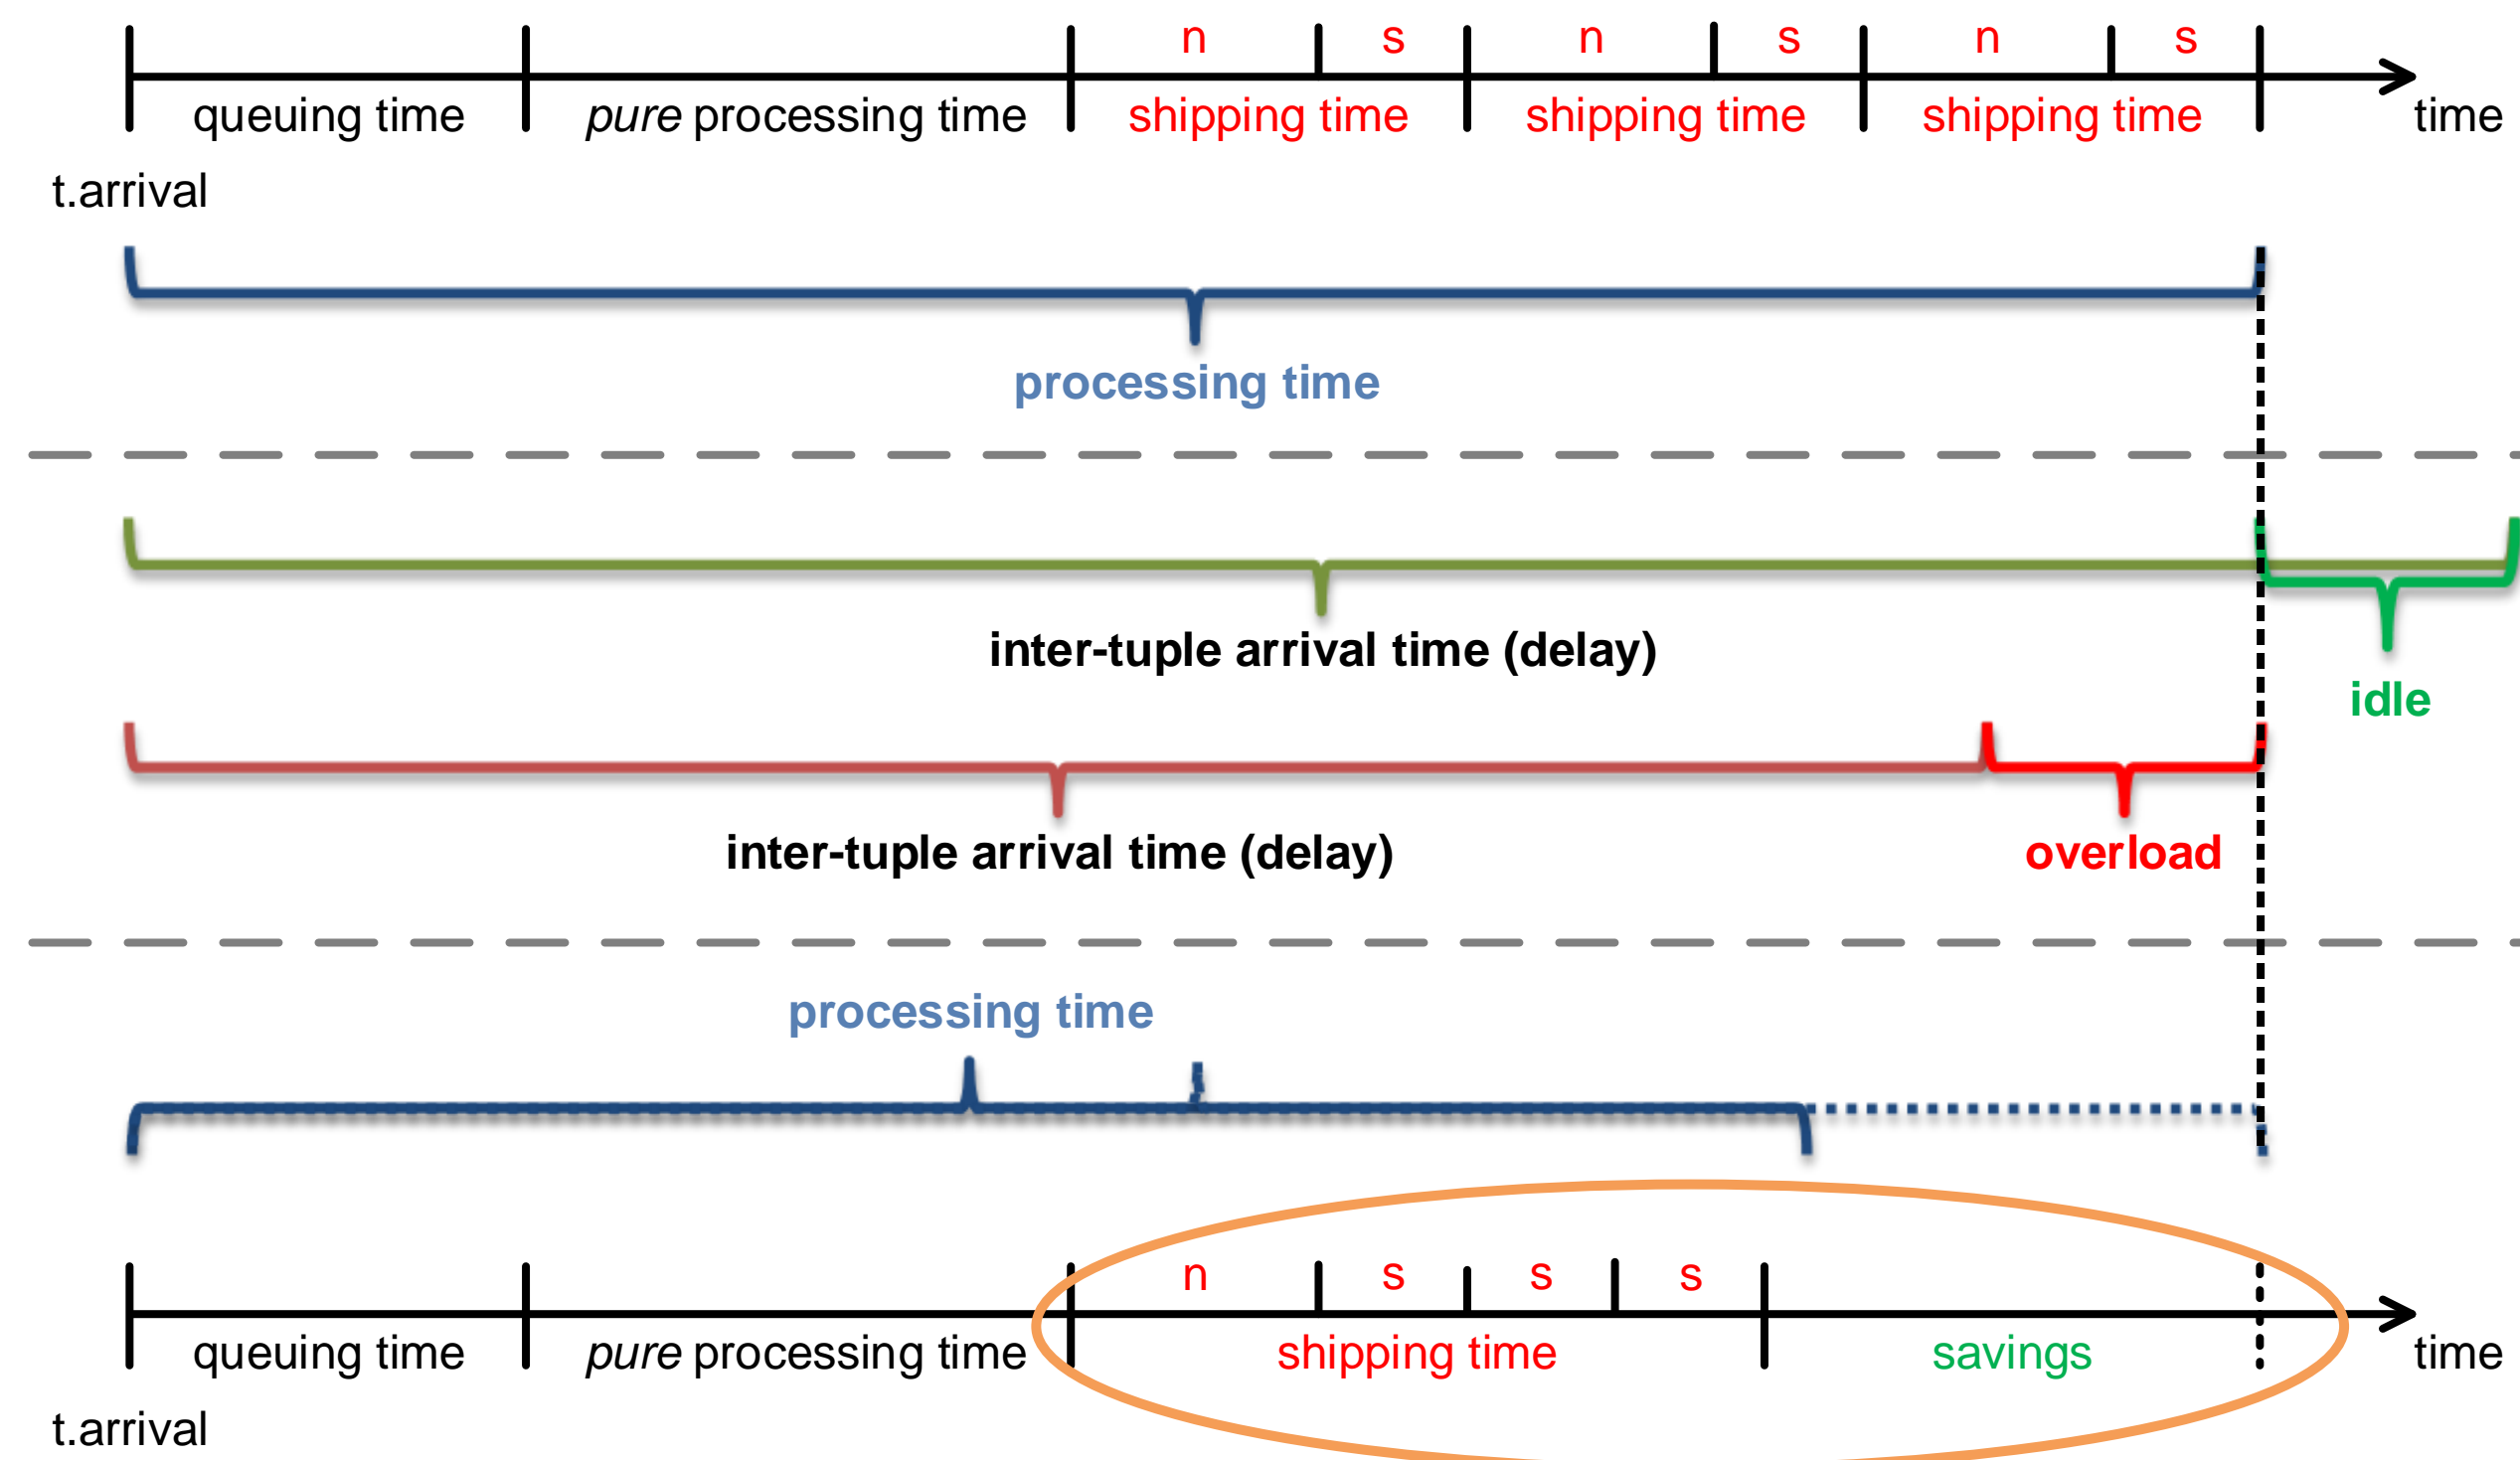 n s n s n s
queuing time pure processing time shipping time shipping time shipping time time
t.arrival
processing time
inter-tuple arrival time (delay)
idle
inter-tuple arrival time (delay) overload
processing time
n s s s
queuing time pure processing time shipping time savings time
t.arrival